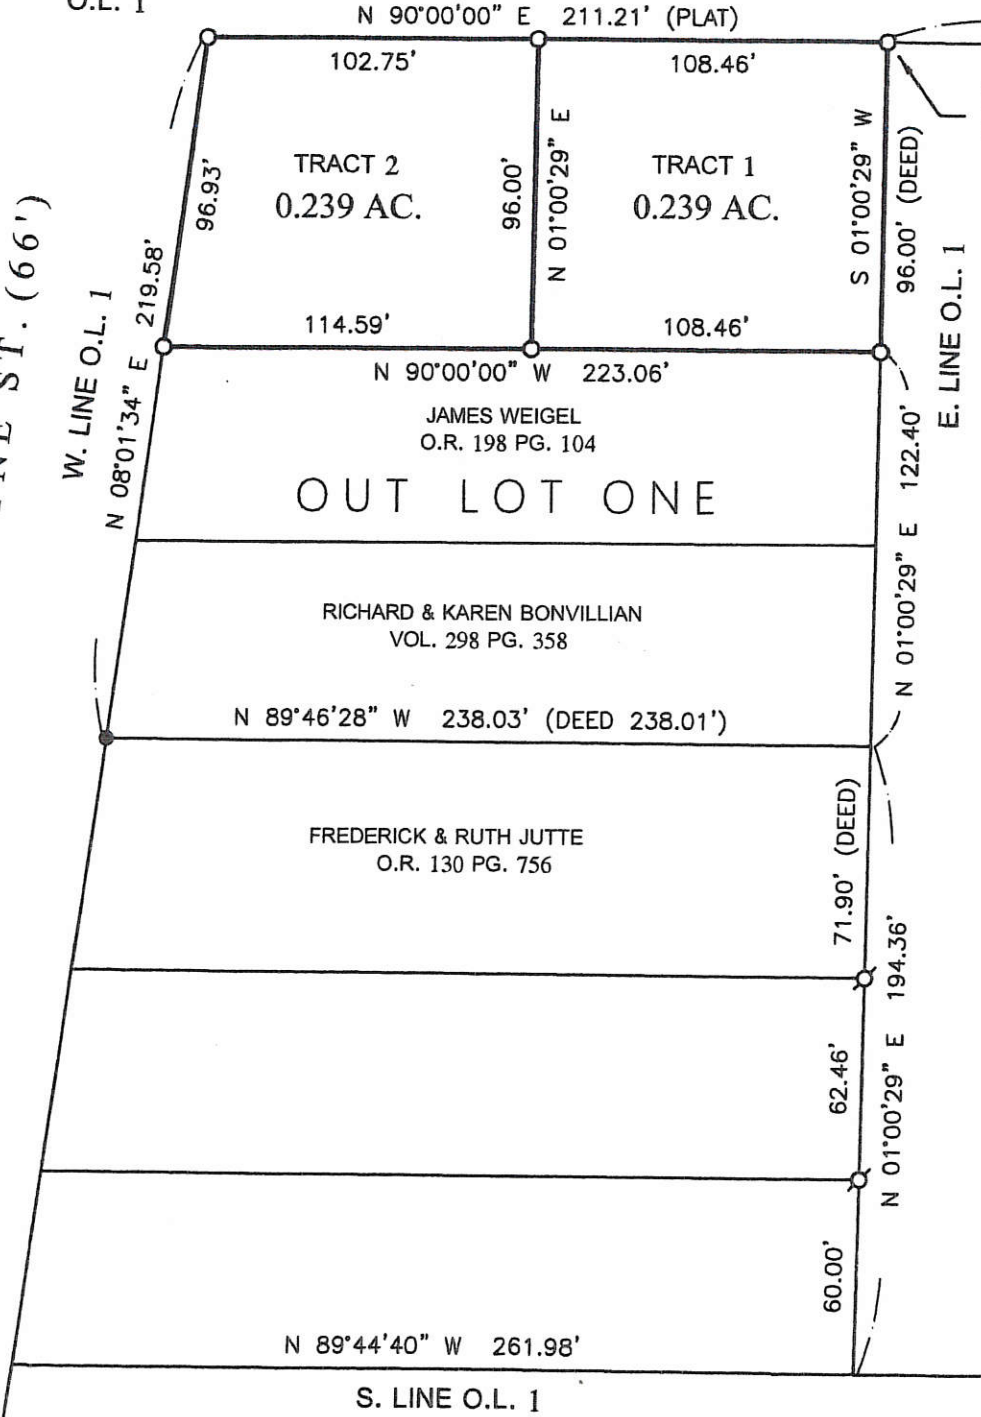 O.L. 1
N 90°00'00" E 211.21' (PLAT)
102.75'
108.46'
96.93'
TRACT 2
0.239 AC.
96.00'
N 01°00'29" E
TRACT 1
0.239 AC.
S 01°00'29" W
96.00' (DEED)
E. LINE O.L. 1
ST. (66')
W. LINE O.L. 1
N 08°01'34" E 219.58'
114.59'
108.46'
N 90°00'00" W 223.06'
JAMES WEIGEL
O.R. 198 PG. 104
OUT LOT ONE
N 01°00'29" E 122.40'
RICHARD & KAREN BONVILLIAN
VOL. 298 PG. 358
N 89°46'28" W 238.03' (DEED 238.01')
FREDERICK & RUTH JUTTE
O.R. 130 PG. 756
71.90' (DEED)
N 01°00'29" E 194.36'
62.46'
60.00'
N 89°44'40" W 261.98'
S. LINE O.L. 1